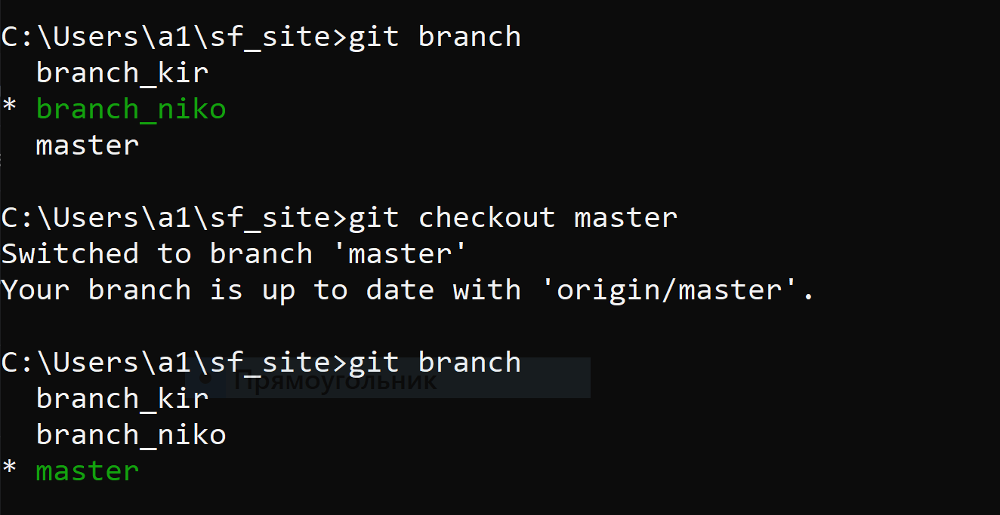 C:\Users\a1\sf_site>git branch
  branch_kir
* branch_niko
  master
C:\Users\a1\sf_site>git checkout master
Switched to branch 'master'
Your branch is up to date with 'origin/master'.
C:\Users\a1\sf_site>git branch
• Прямоугольник
  branch_kir
  branch_niko
* master